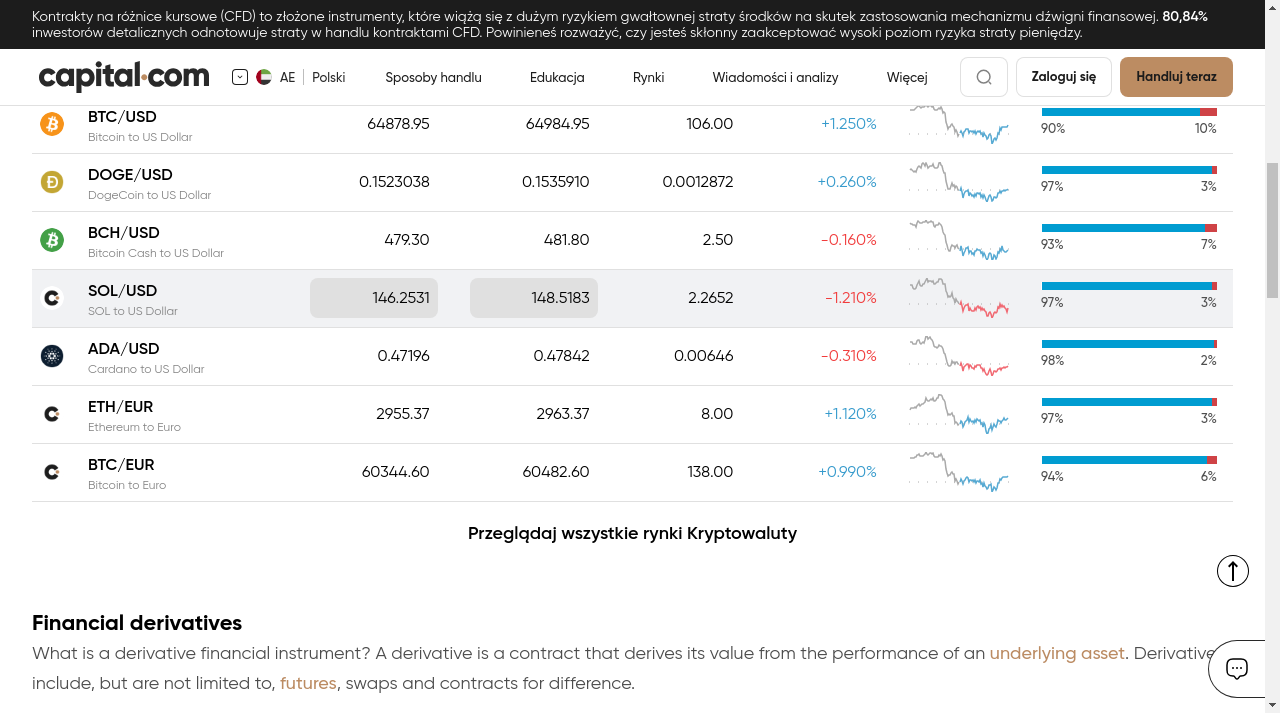 Kontrakty na różnice kursowe (CFD) to złożone instrumenty, które wiążą się z dużym ryzykiem gwałtownej straty środków na skutek zastosowania mechanizmu dźwigni finansowej. 80,84%
inwestorów detalicznych odnotowuje straty w handlu kontraktami CFD. Powinieneś rozważyć, czy jesteś skłonny zaakceptować wysoki poziom ryzyka straty pieniędzy.
capital.com AE Polski Sposoby handlu Edukacja Rynki Wiadomości i analizy Więcej Zaloguj się Handluj teraz
BTC/USD 64878.95 64984.95 106.00 +1.250%
Bitcoin to US Dollar 90% 10%
DOGE/USD 0.1523038 0.1535910 0.0012872 +0.260%
DogeCoin to US Dollar 97% 3%
BCH/USD 479.30 481.80 2.50 -0.160%
Bitcoin Cash to US Dollar 93% 7%
SOL/USD 146.2531 148.5183 2.2652 -1.210%
SOL to US Dollar 97% 3%
ADA/USD 0.47196 0.47842 0.00646 -0.310%
Cardano to US Dollar 98% 2%
ETH/EUR 2955.37 2963.37 8.00 +1.120%
Ethereum to Euro 97% 3%
BTC/EUR 60344.60 60482.60 138.00 +0.990%
Bitcoin to Euro 94% 6%
Przeglądaj wszystkie rynki Kryptowaluty
Financial derivatives
What is a derivative financial instrument? A derivative is a contract that derives its value from the performance of an underlying asset. Derivative
include, but are not limited to, futures, swaps and contracts for difference.